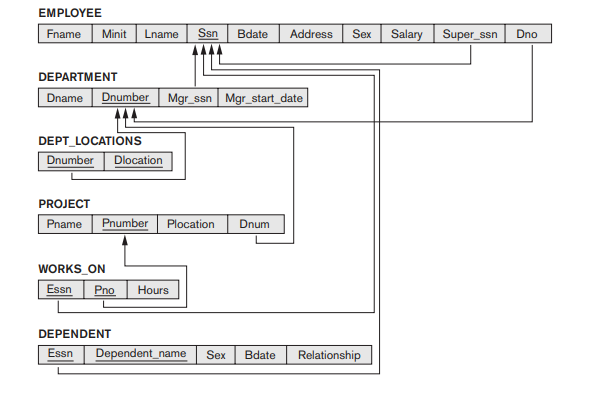 EMPLOYEE
Fname Minit Lname Ssn Bdate Address Sex Salary Super_ssn Dno
DEPARTMENT
Dname Dnumber Mgr_ssn Mgr_start_date
DEPT_LOCATIONS
Dnumber Dlocation
PROJECT
Pname Pnumber Plocation Dnum
WORKS_ON
Essn Pno Hours
DEPENDENT
Essn Dependent_name Sex Bdate Relationship